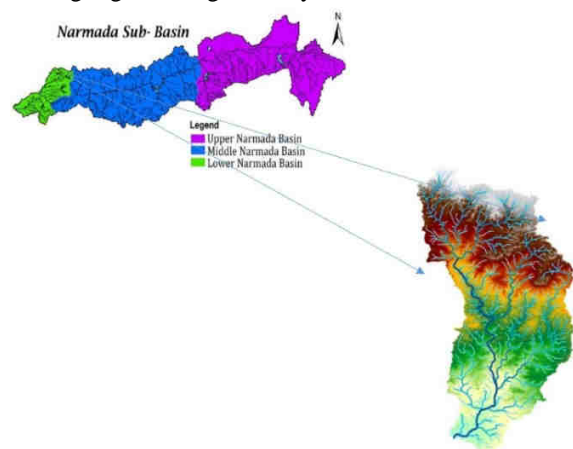 Narmada Sub- Basin
N
Legend
Upper Narmada Basin
Middle Narmada Basin
Lower Narmada Basin